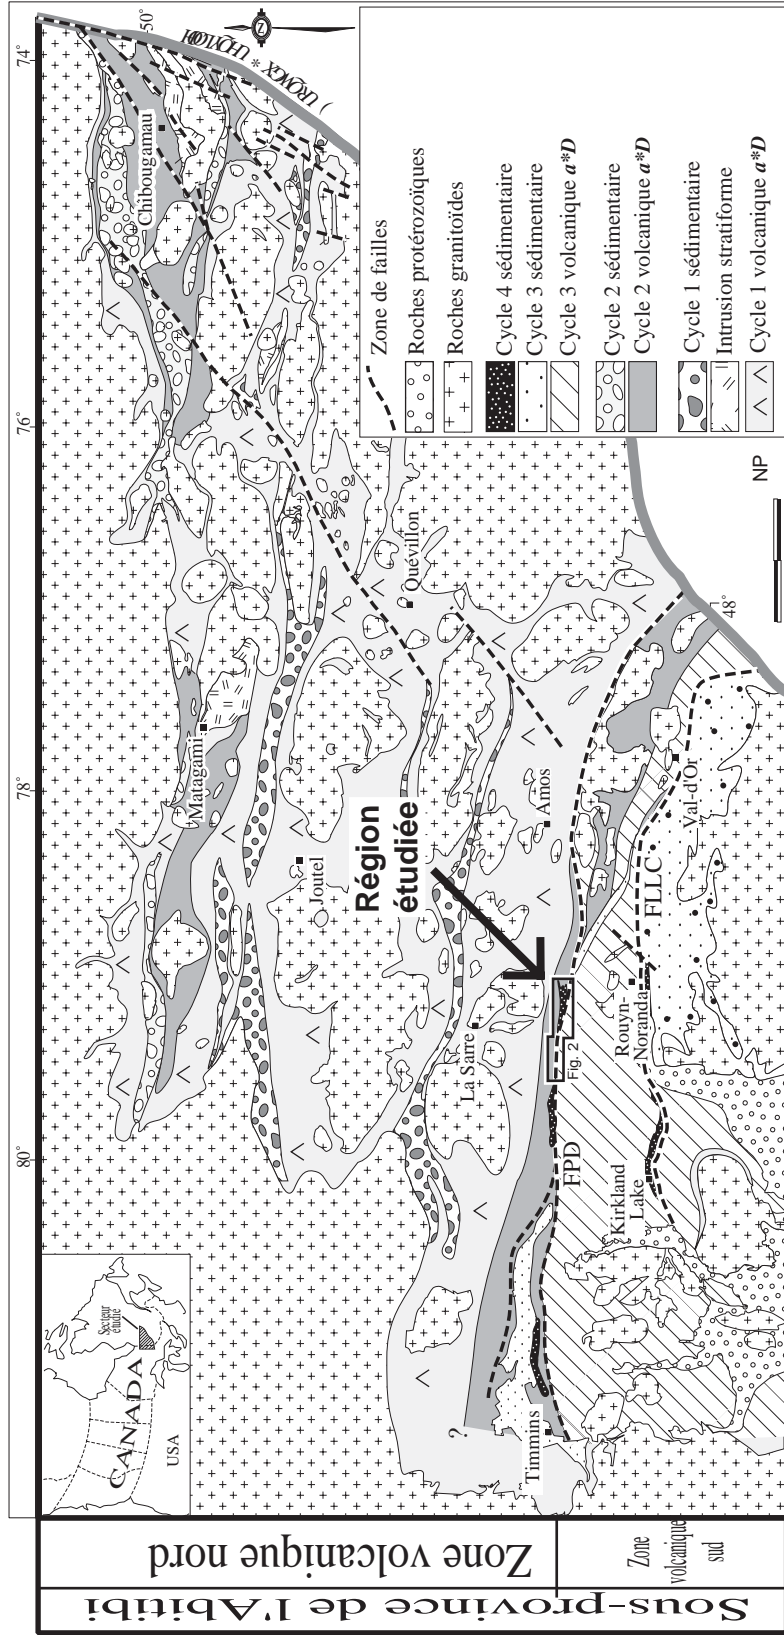 Sous-province de l'Abitibi
Zone volcanique nord
Zone
volcanique
sud
CANADA
USA
Secteur
étudié
80°
78°
76°
74°
50°
48°
Chibougamau
Matagami
Joutel
Quévillon
Région
étudiée
La Sarre
Amos
Fig. 2
FPD
Timmins
?
Kirkland
Lake
Rouyn-
Noranda
FLLC
Val-d'Or
N
Zone de failles
Roches protérozoïques
Roches granitoïdes
Cycle 4 sédimentaire
Cycle 3 sédimentaire
Cycle 3 volcanique a*D
Cycle 2 sédimentaire
Cycle 2 volcanique a*D
Cycle 1 sédimentaire
Intrusion stratiforme
Cycle 1 volcanique a*D
NP